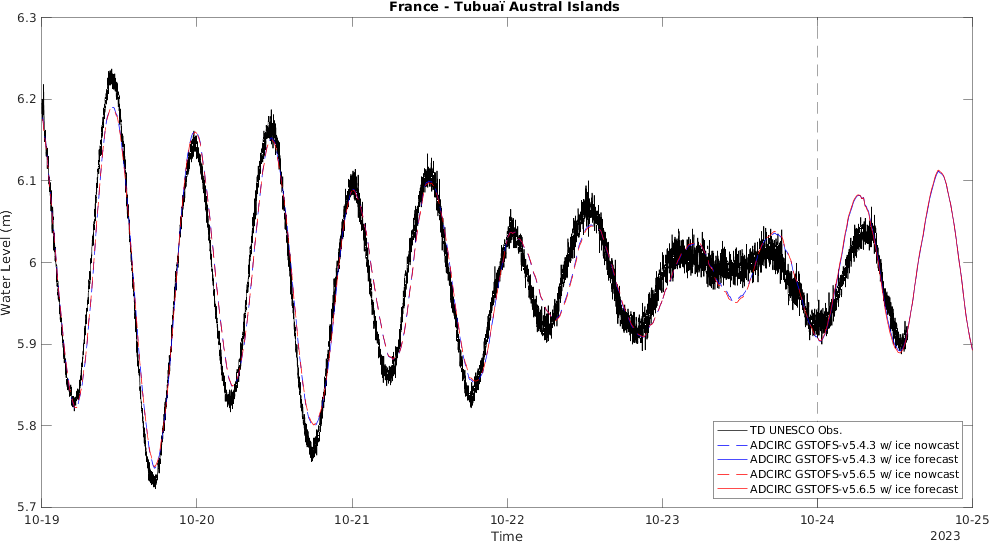 France - Tubuaï Austral Islands
Water Level (m)
6.3
6.2
6.1
6
5.9
5.8
5.7
10-19
10-20
10-21
10-22
10-23
10-24
10-25
Time
2023
TD UNESCO Obs.
ADCIRC GSTOFS-v5.4.3 w/ ice nowcast
ADCIRC GSTOFS-v5.4.3 w/ ice forecast
ADCIRC GSTOFS-v5.6.5 w/ ice nowcast
ADCIRC GSTOFS-v5.6.5 w/ ice forecast